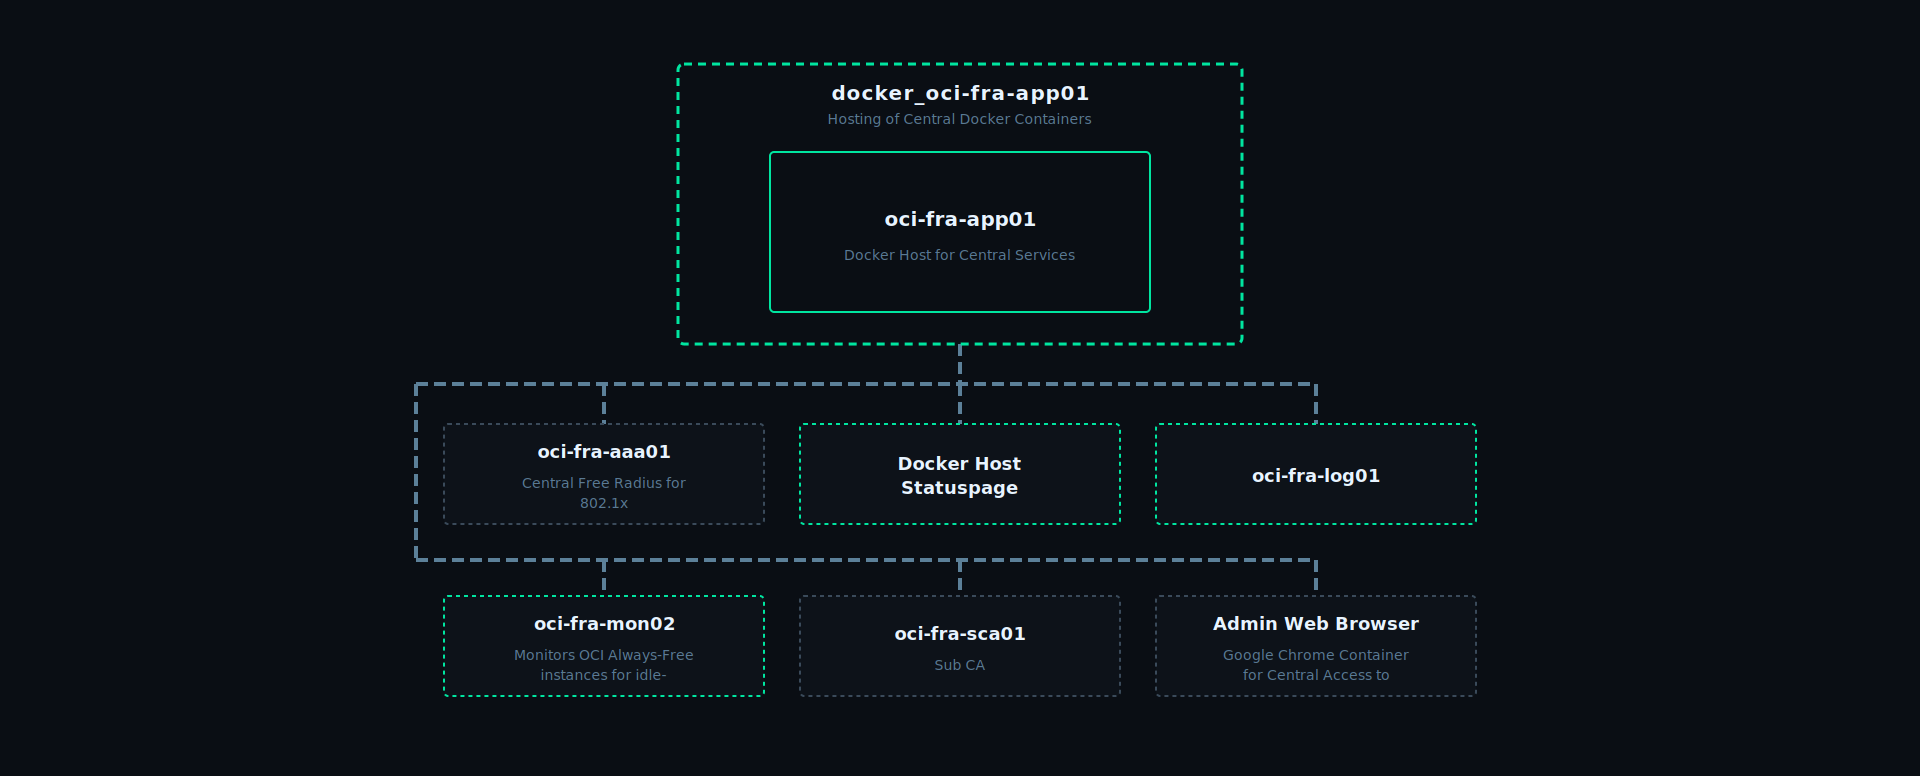 docker_oci-fra-app01
Hosting of Central Docker Containers
oci-fra-app01
Docker Host for Central Services
oci-fra-aaa01
Central Free Radius for
802.1x
Docker Host
Statuspage
oci-fra-log01
oci-fra-mon02
Monitors OCI Always-Free
instances for idle-
oci-fra-sca01
Sub CA
Admin Web Browser
Google Chrome Container
for Central Access to